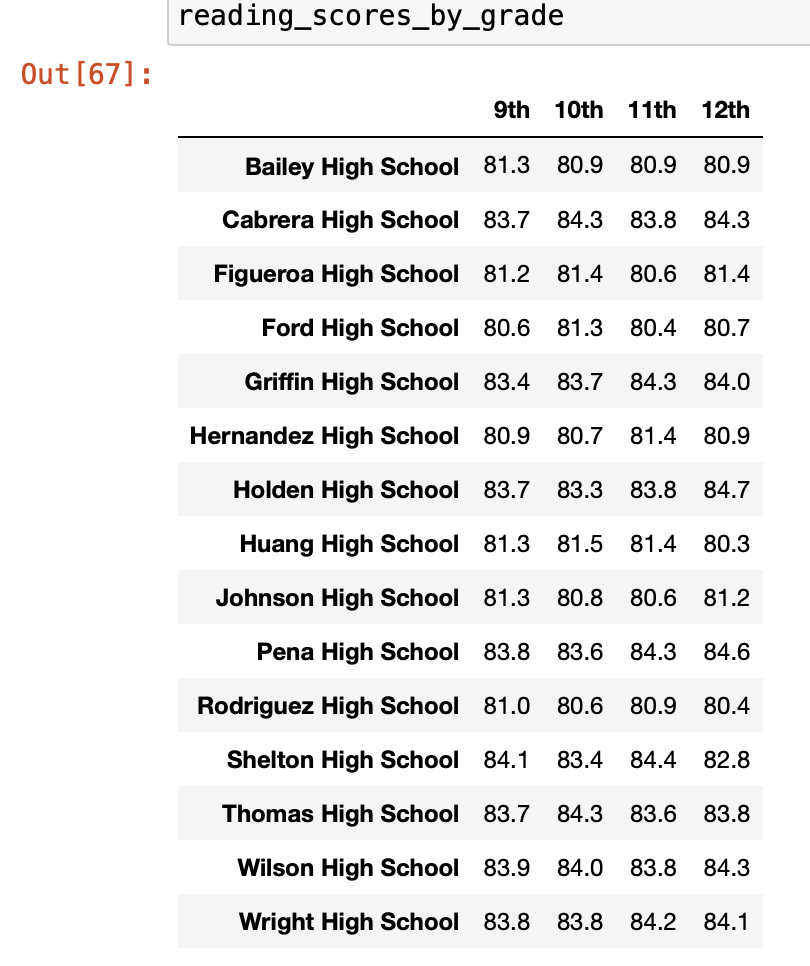 reading_scores_by_grade
Out[67]:
9th 10th 11th 12th
Bailey High School 81.3 80.9 80.9 80.9
Cabrera High School 83.7 84.3 83.8 84.3
Figueroa High School 81.2 81.4 80.6 81.4
Ford High School 80.6 81.3 80.4 80.7
Griffin High School 83.4 83.7 84.3 84.0
Hernandez High School 80.9 80.7 81.4 80.9
Holden High School 83.7 83.3 83.8 84.7
Huang High School 81.3 81.5 81.4 80.3
Johnson High School 81.3 80.8 80.6 81.2
Pena High School 83.8 83.6 84.3 84.6
Rodriguez High School 81.0 80.6 80.9 80.4
Shelton High School 84.1 83.4 84.4 82.8
Thomas High School 83.7 84.3 83.6 83.8
Wilson High School 83.9 84.0 83.8 84.3
Wright High School 83.8 83.8 84.2 84.1